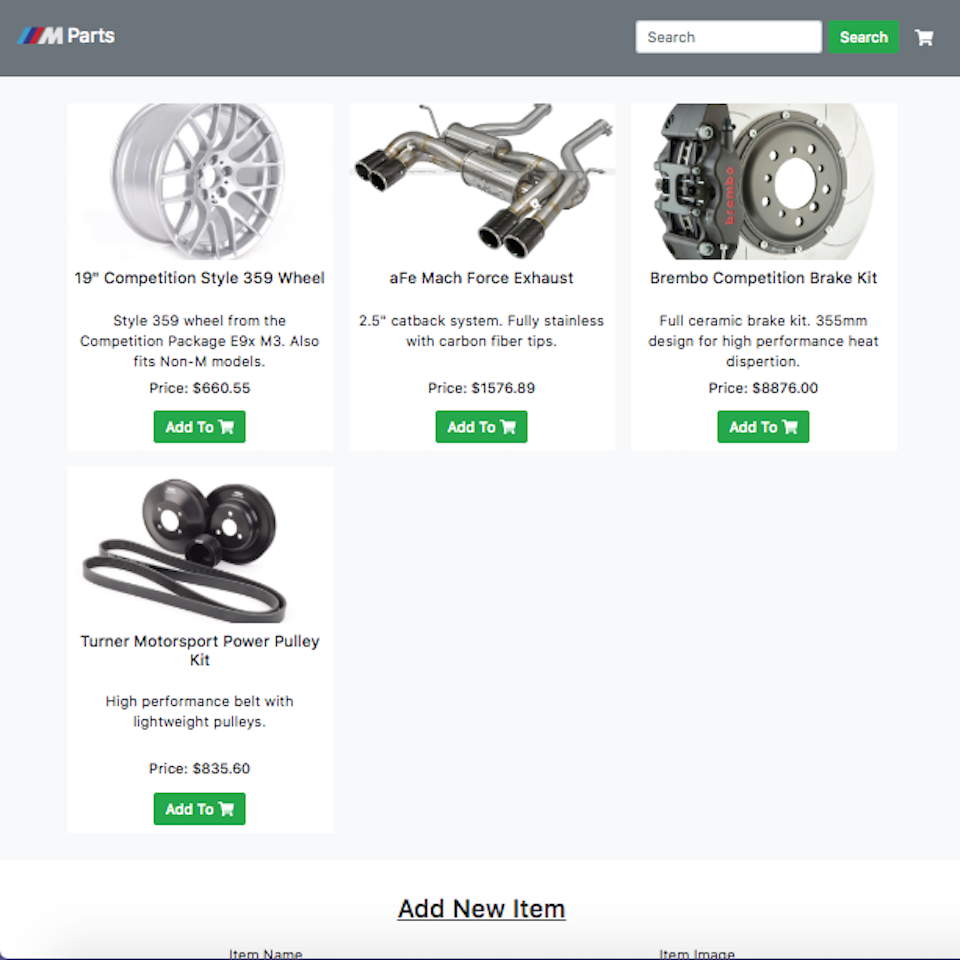 M Parts
Search
Search
19" Competition Style 359 Wheel
Style 359 wheel from the
Competition Package E9x M3. Also
fits Non-M models.
Price: $660.55
Add To
aFe Mach Force Exhaust
2.5" catback system. Fully stainless
with carbon fiber tips.
Price: $1576.89
Add To
brembo
Brembo Competition Brake Kit
Full ceramic brake kit. 355mm
design for high performance heat
dispertion.
Price: $8876.00
Add To
Turner Motorsport Power Pulley
Kit
High performance belt with
lightweight pulleys.
Price: $835.60
Add To
Add New Item
Item Name
Item Image